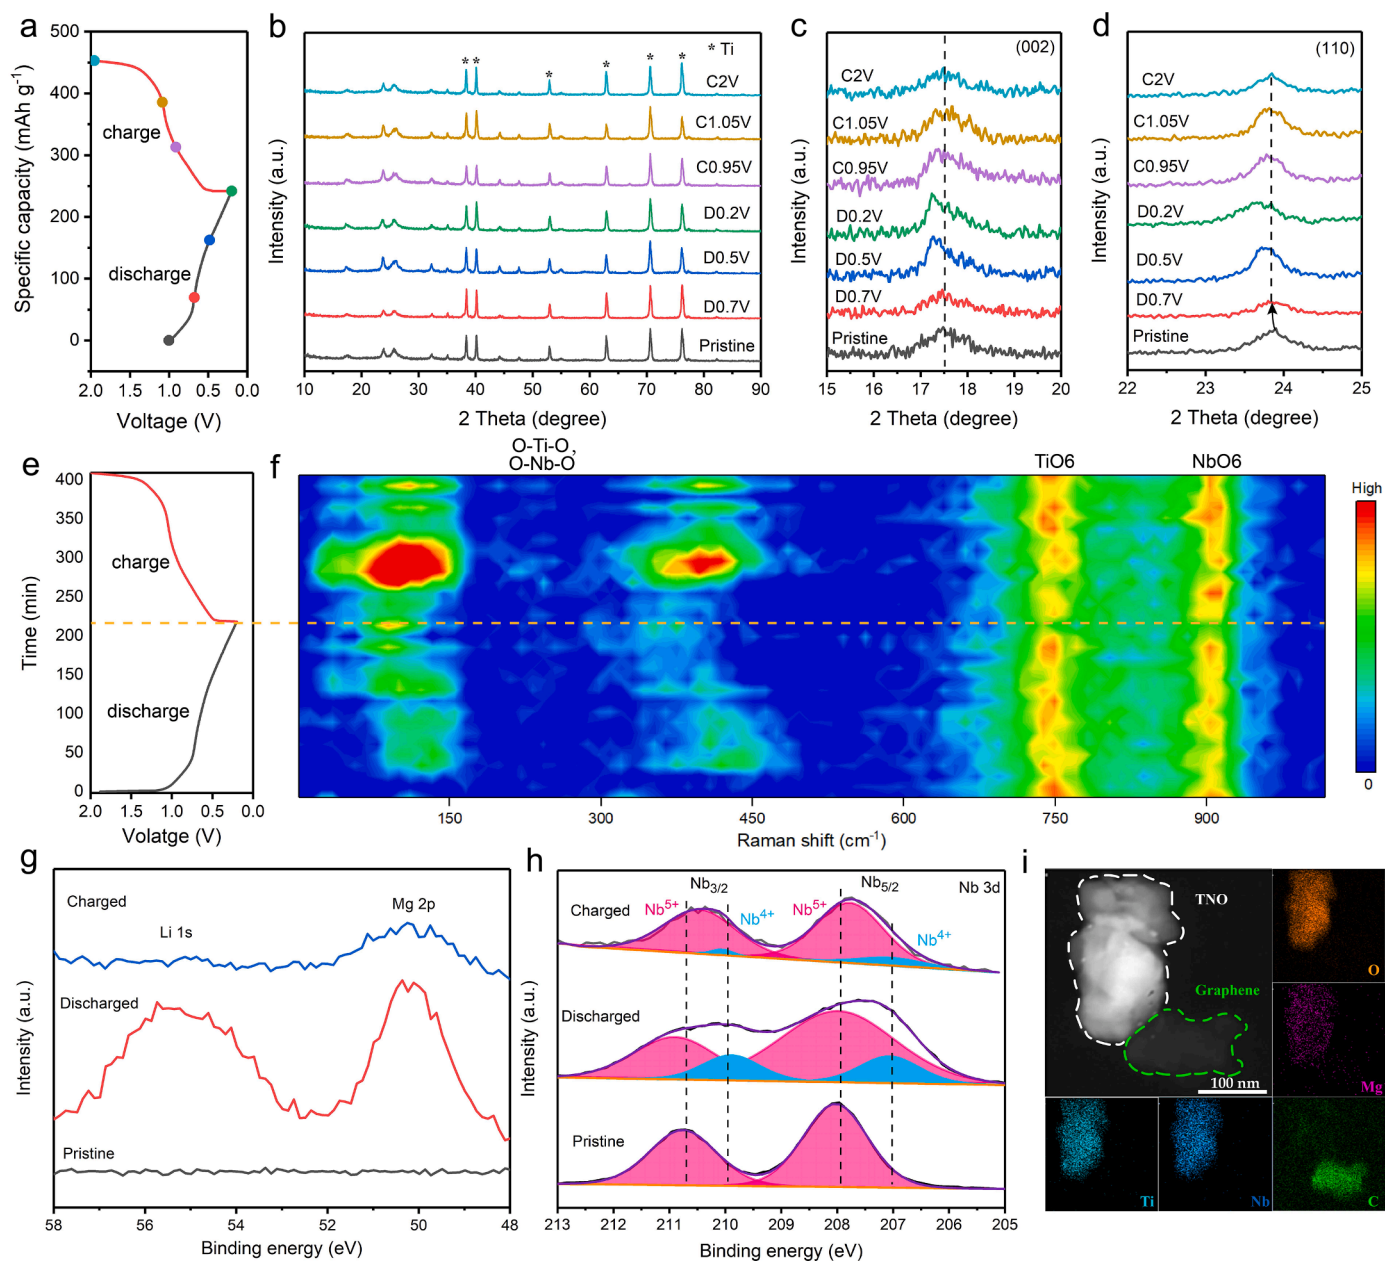 a
500
400
300
200
100
0
Specific capacity (mAh g⁻¹)
charge
discharge
2.0 1.0 0.5 0.0
Voltage (V)
b
* Ti
* * * * * *
C2V
C1.05V
C0.95V
D0.2V
D0.5V
D0.7V
Pristine
Intensity (a.u.)
10 20 30 40 50 60 70 80 90
2 Theta (degree)
c
(002)
C2V
C1.05V
C0.95V
D0.2V
D0.5V
D0.7V
Pristine
Intensity (a.u.)
15 16 17 18 19 20
2 Theta (degree)
d
(110)
C2V
C1.05V
C0.95V
D0.2V
D0.5V
D0.7V
Pristine
Intensity (a.u.)
22 23 24 25
2 Theta (degree)
e
400
350
300
250
200
150
100
50
0
Time (min)
charge
discharge
2.0 1.5 1.0 0.5 0.0
Volatge (V)
f
O-Ti-O,
O-Nb-O
TiO6
NbO6
150 300 450 600 750 900
Raman shift (cm⁻¹)
High
0
g
Charged
Li 1s
Mg 2p
Discharged
Pristine
Intensity (a.u.)
58 56 54 52 50 48
Binding energy (eV)
h
Nb3/2
Nb5/2
Nb 3d
Charged
Nb⁵⁺
Nb⁴⁺
Nb⁵⁺
Nb⁴⁺
Discharged
Pristine
Intensity (a.u.)
213 212 211 210 209 208 207 206 205
Binding energy (eV)
i
TNO
Graphene
100 nm
O
Mg
Ti
Nb
C